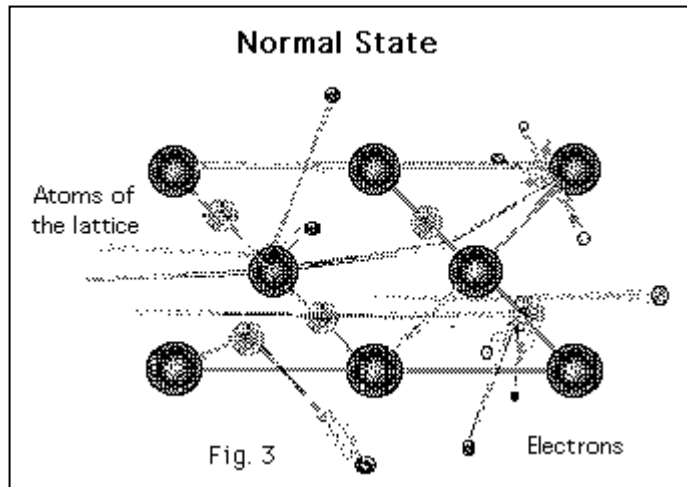 Normal State
Atoms of
the lattice
Fig. 3
Electrons